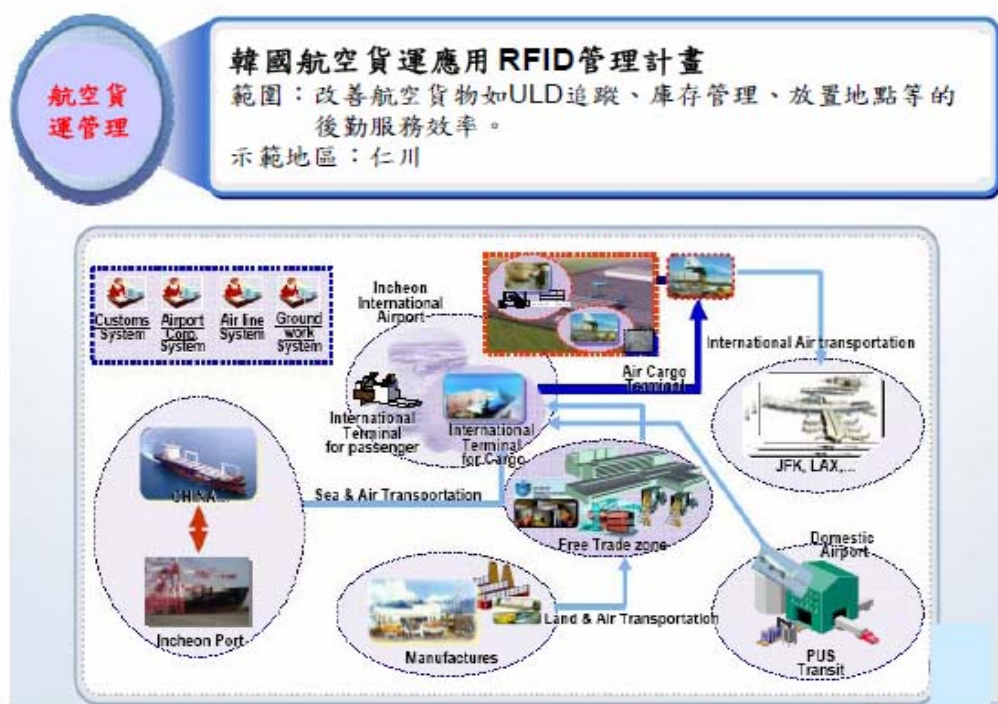 航空貨
運管理
韓國航空貨運應用 RFID管理計畫
範圍：改善航空貨物如ULD追蹤、庫存管理、放置地點等的
後勤服務效率。
示範地區：仁川
Customs
System
Airport
Corp.
System
Air line
System
Ground
work
System
Incheon
International
Airport
International
Terminal
for passenger
International
Terminal
for Cargo
Air Cargo
Terminal
International Air transportation
JFK, LAX,...
CHINA...
Sea & Air Transportation
Incheon Port
Free Trade zone
Manufactures
Land & Air Transportation
Domestic
Airport
PUS
Transit